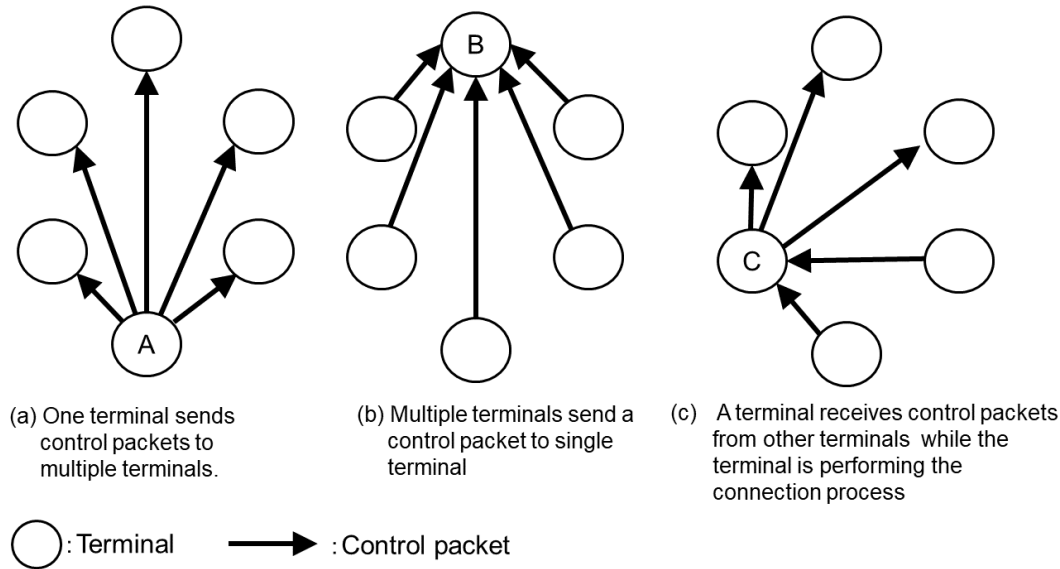 A
B
C
(a) One terminal sends
control packets to
multiple terminals.
(b) Multiple terminals send a
control packet to single
terminal
(c) A terminal receives control packets
from other terminals while the
terminal is performing the
connection process
: Terminal
: Control packet